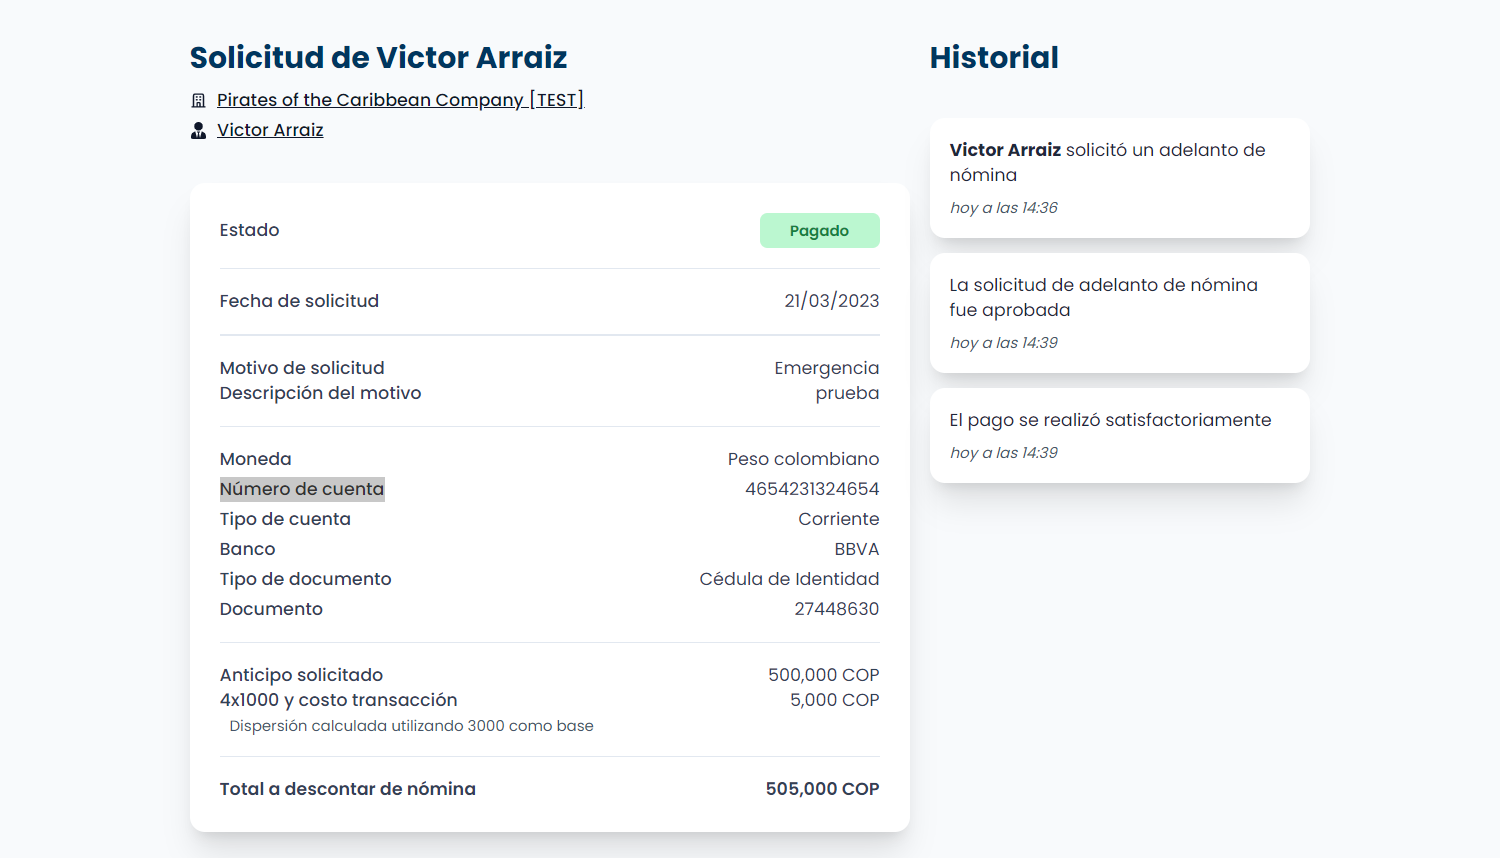 Solicitud de Victor Arraiz
Pirates of the Caribbean Company [TEST]
Victor Arraiz
Estado
Pagado
Fecha de solicitud
21/03/2023
Motivo de solicitud
Emergencia
Descripción del motivo
prueba
Moneda
Peso colombiano
Número de cuenta
4654231324654
Tipo de cuenta
Corriente
Banco
BBVA
Tipo de documento
Cédula de Identidad
Documento
27448630
Anticipo solicitado
500,000 COP
4x1000 y costo transacción
5,000 COP
Dispersión calculada utilizando 3000 como base
Total a descontar de nómina
505,000 COP
Historial
Victor Arraiz solicitó un adelanto de
nómina
hoy a las 14:36
La solicitud de adelanto de nómina
fue aprobada
hoy a las 14:39
El pago se realizó satisfactoriamente
hoy a las 14:39